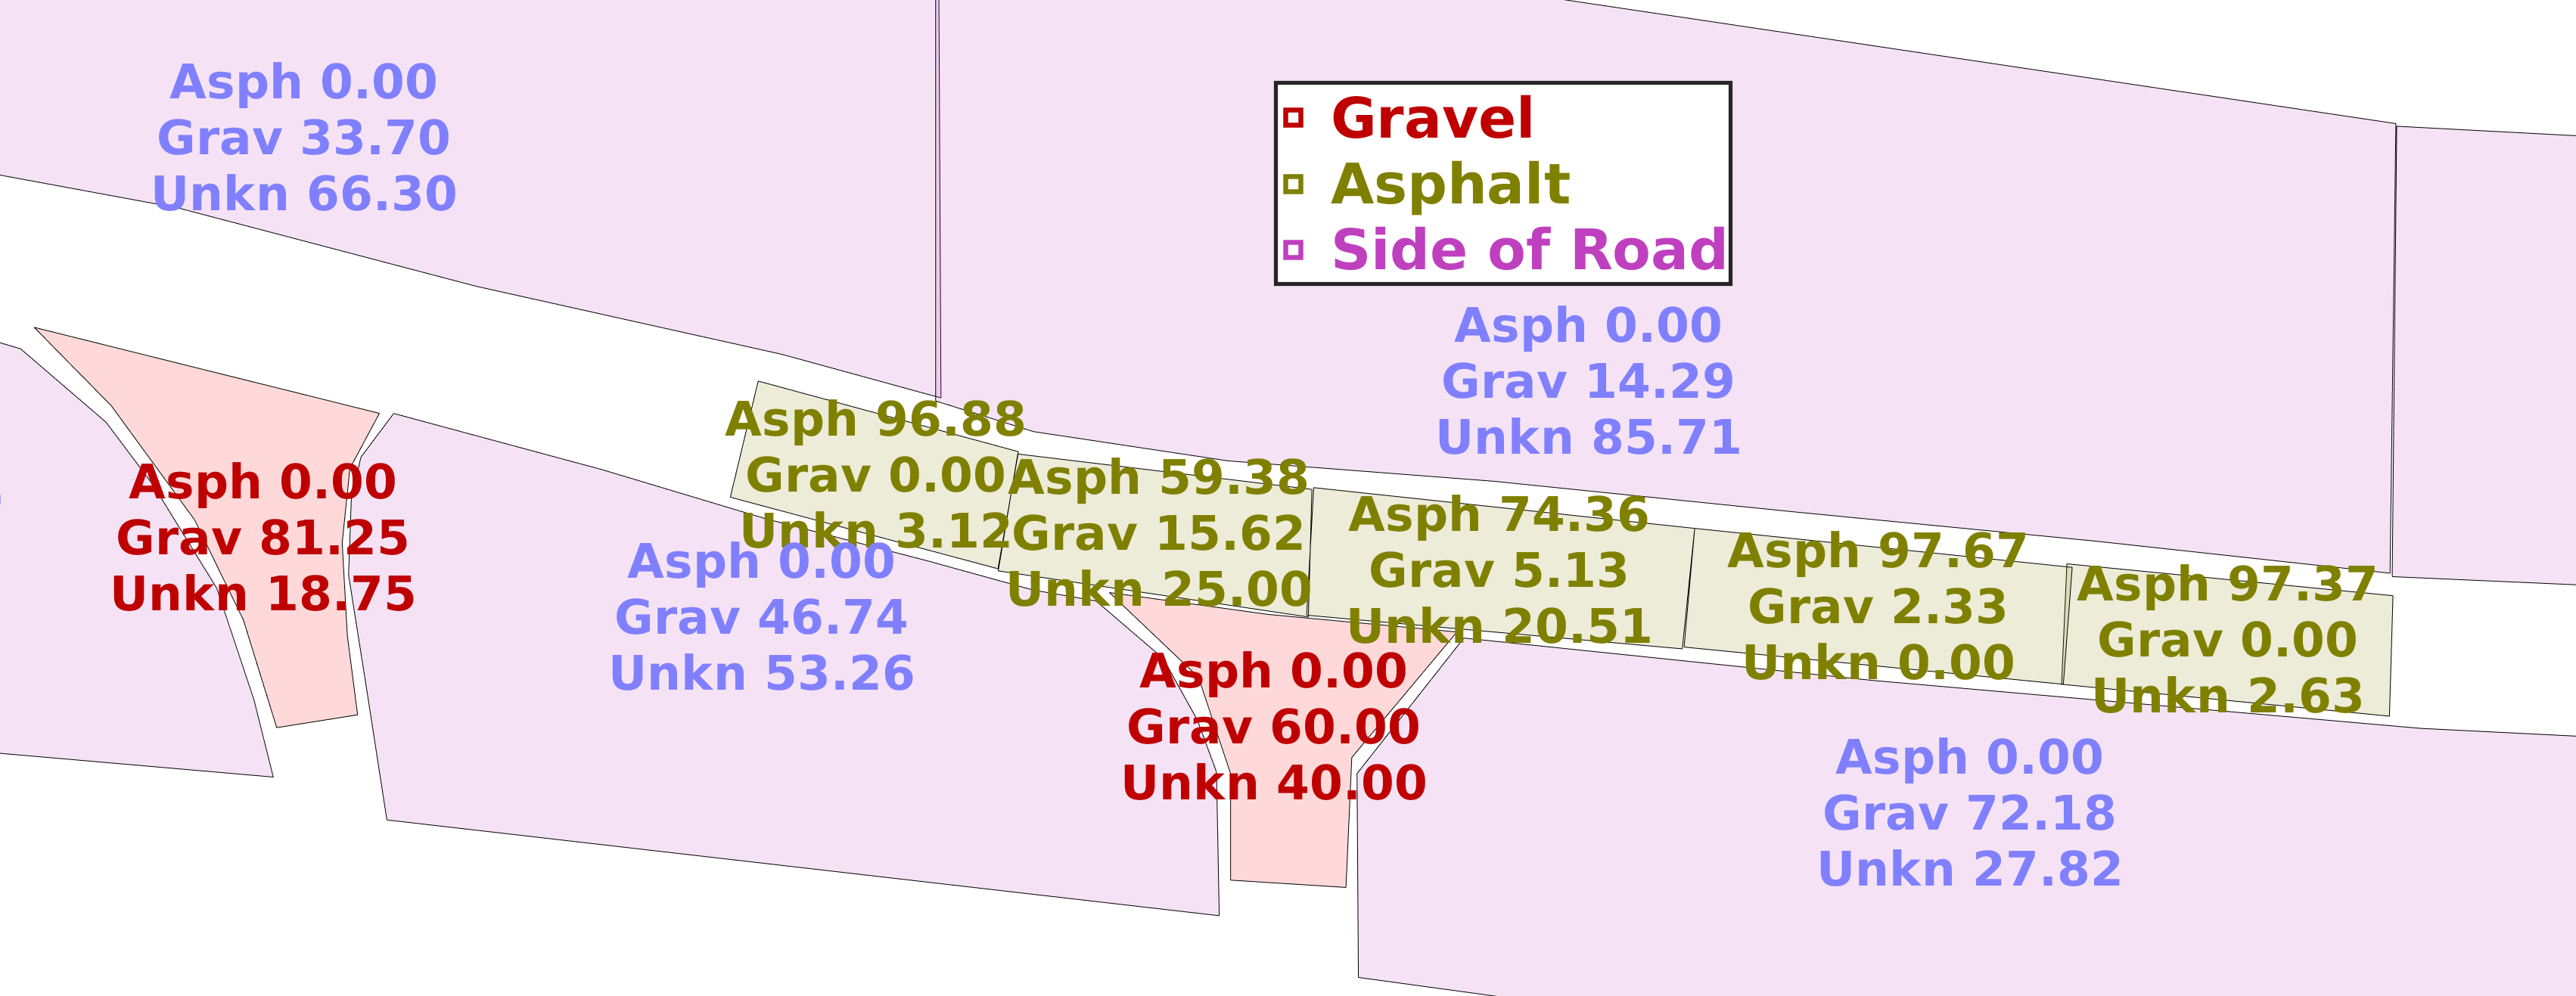 Asph 0.00
Grav 33.70
Unkn 66.30
Gravel
Asphalt
Side of Road
Asph 0.00
Grav 14.29
Unkn 85.71
Asph 0.00
Grav 81.25
Unkn 18.75
Asph 96.88
Grav 0.00
Unkn 3.12
Asph 59.38
Grav 15.62
Unkn 25.00
Asph 74.36
Grav 5.13
Unkn 20.51
Asph 97.67
Grav 2.33
Unkn 0.00
Asph 97.37
Grav 0.00
Unkn 2.63
Asph 0.00
Grav 46.74
Unkn 53.26
Asph 0.00
Grav 60.00
Unkn 40.00
Asph 0.00
Grav 72.18
Unkn 27.82